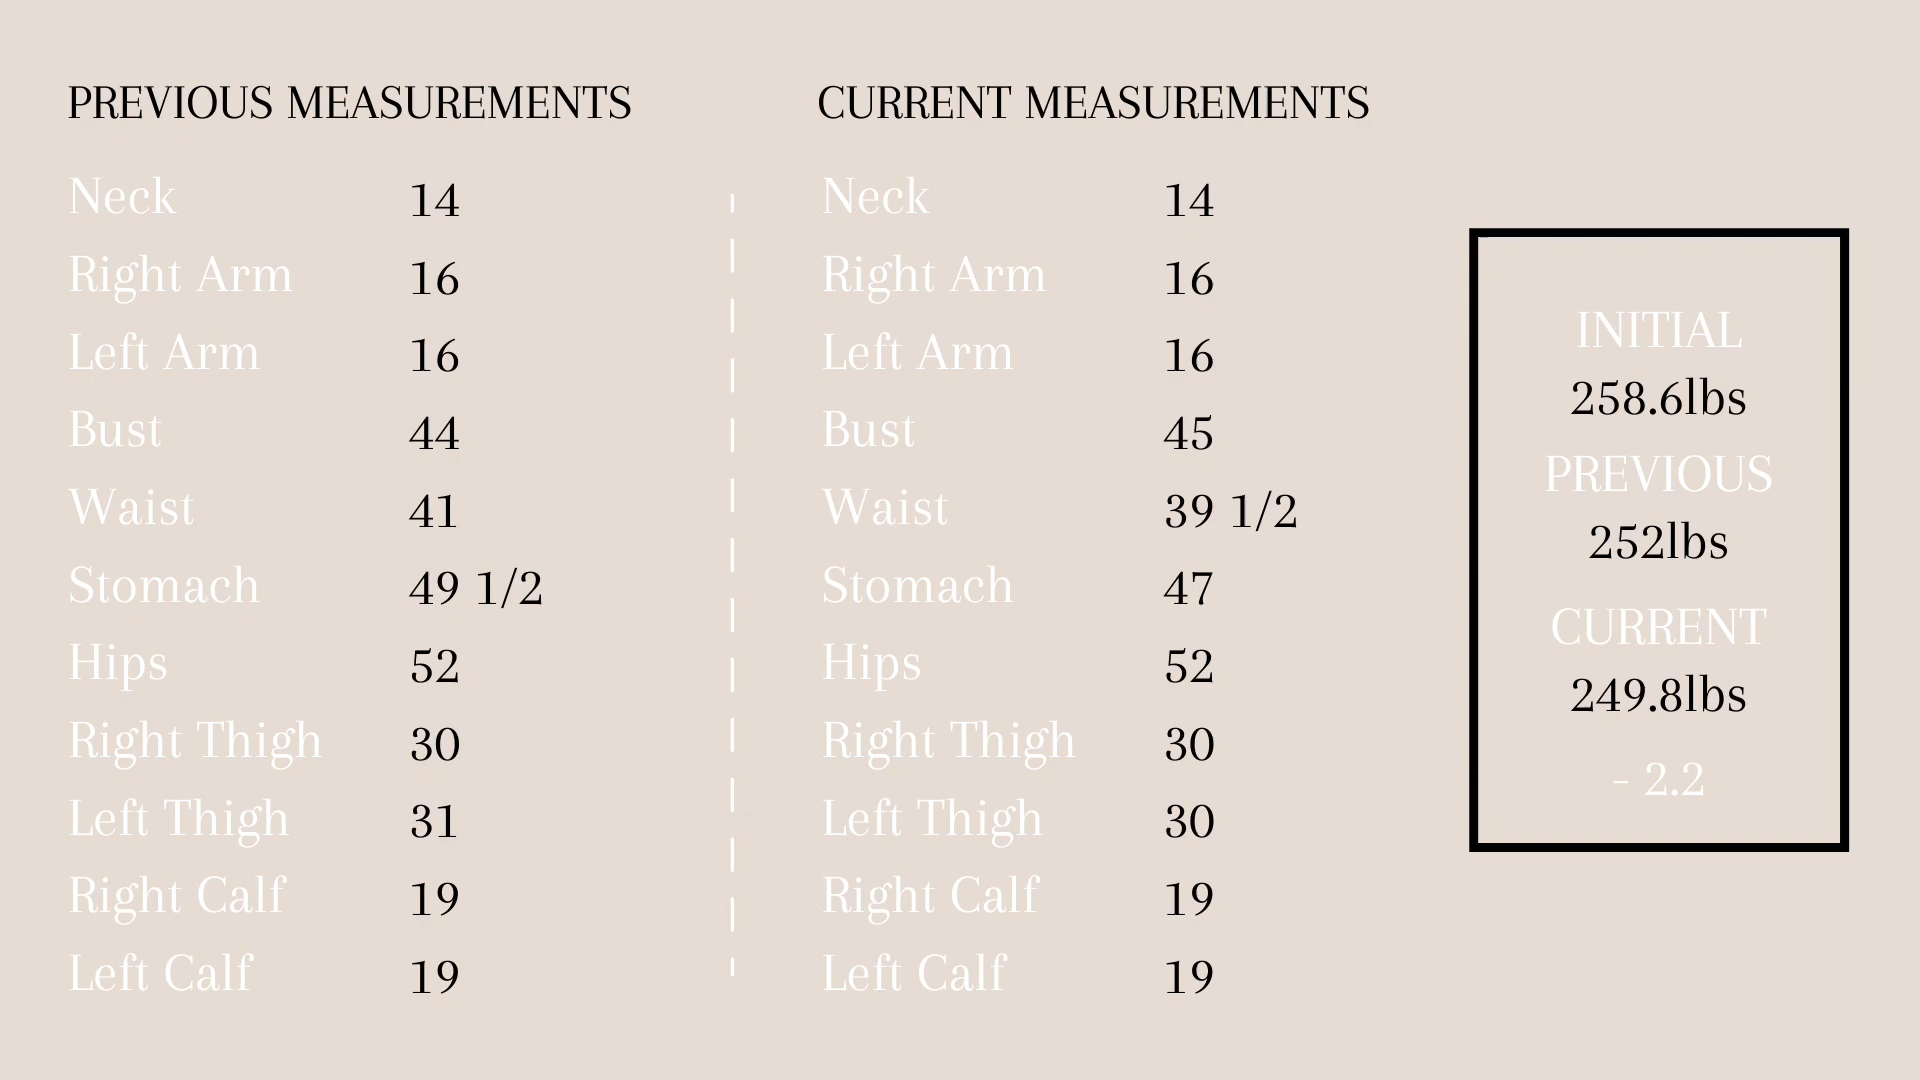 PREVIOUS MEASUREMENTS
Neck 14
Right Arm 16
Left Arm 16
Bust 44
Waist 41
Stomach 49 1/2
Hips 52
Right Thigh 30
Left Thigh 31
Right Calf 19
Left Calf 19
CURRENT MEASUREMENTS
Neck 14
Right Arm 16
Left Arm 16
Bust 45
Waist 39 1/2
Stomach 47
Hips 52
Right Thigh 30
Left Thigh 30
Right Calf 19
Left Calf 19
INITIAL
258.6lbs
PREVIOUS
252lbs
CURRENT
249.8lbs
- 2.2